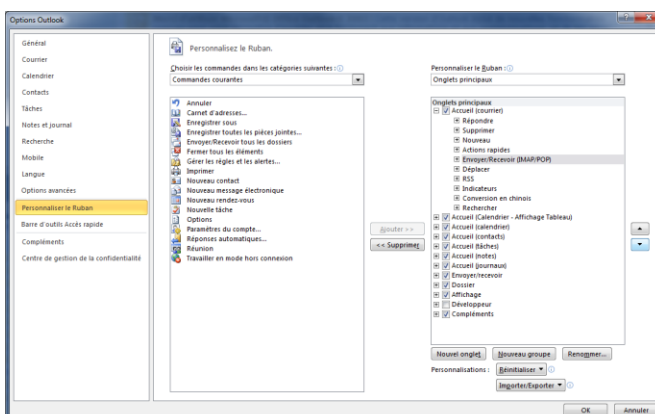 Options Outlook
Général
Courrier
Calendrier
Contacts
Tâches
Notes et journal
Recherche
Mobile
Langue
Options avancées
Personnaliser le Ruban
Barre d'outils Accès rapide
Compléments
Centre de gestion de la confidentialité
Personnalisez le Ruban.
Choisir les commandes dans les catégories suivantes :
Commandes courantes
Annuler
Carnet d'adresses...
Enregistrer sous
Enregistrer toutes les pièces jointes...
Envoyer/Recevoir tous les dossiers
Fermer tous les éléments
Gérer les règles et les alertes...
Imprimer
Nouveau contact
Nouveau message électronique
Nouveau rendez-vous
Nouvelle tâche
Options
Paramètres du compte...
Réponses automatiques...
Réunion
Travailler en mode hors connexion
Ajouter >>
<< Supprimer
Personnaliser le Ruban :
Onglets principaux
Onglets principaux
Accueil (courrier)
Répondre
Supprimer
Nouveau
Actions rapides
Envoyer/Recevoir (IMAP/POP)
Déplacer
RSS
Indicateurs
Conversion en chinois
Rechercher
Accueil (Calendrier - Affichage Tableau)
Accueil (calendrier)
Accueil (contacts)
Accueil (tâches)
Accueil (notes)
Accueil (journaux)
Envoyer/recevoir
Dossier
Affichage
Développeur
Compléments
Nouvel onglet
Nouveau groupe
Renommer...
Personnalisations :
Réinitialiser
Importer/Exporter
OK
Annuler